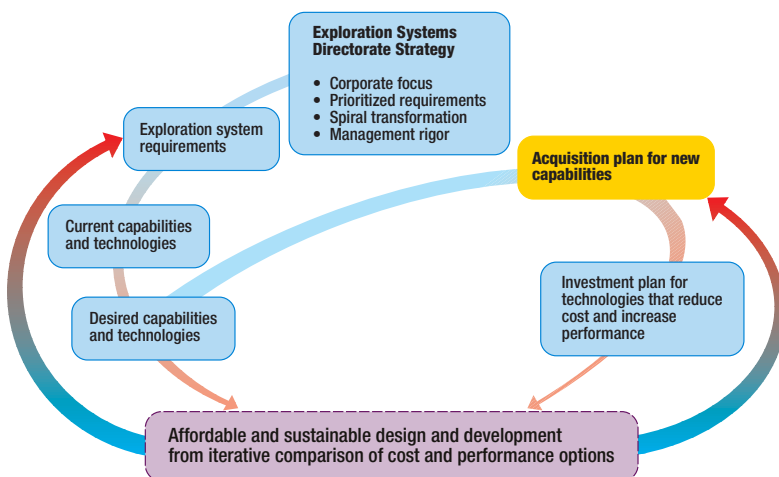 Exploration Systems
Directorate Strategy
• Corporate focus
• Prioritized requirements
• Spiral transformation
• Management rigor
Exploration system
requirements
Acquisition plan for new
capabilities
Current capabilities
and technologies
Desired capabilities
and technologies
Investment plan for
technologies that reduce
cost and increase
performance
Affordable and sustainable design and development
from iterative comparison of cost and performance options